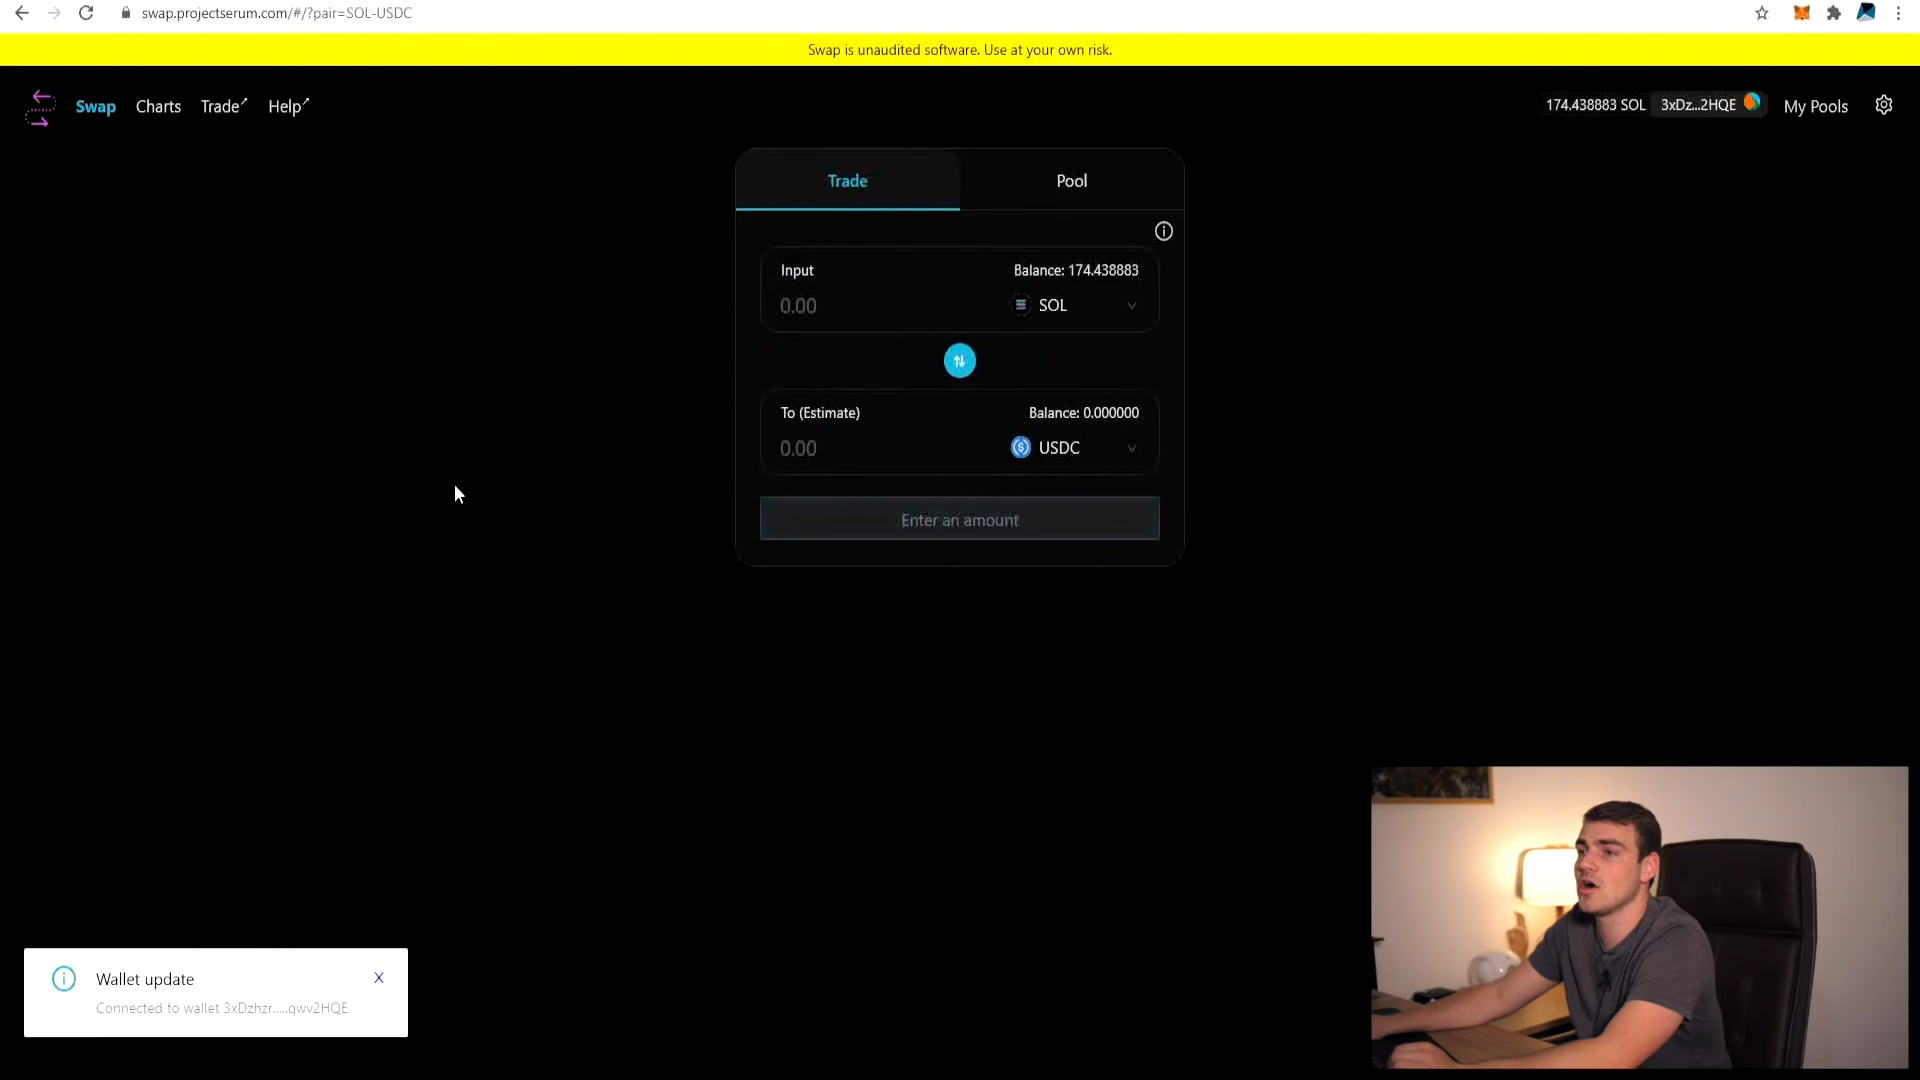 swap.projectserum.com/#/?pair=SOL-USDC
Swap is unaudited software. Use at your own risk.
Swap Charts Trade↗ Help↗ 174.438883 SOL 3xDz...2HQE My Pools
Trade Pool
Input Balance: 174.438883
0.00 SOL
To (Estimate) Balance: 0.000000
0.00 USDC
Enter an amount
Wallet update X
Connected to wallet 3xDzhzr.....qwv2HQE